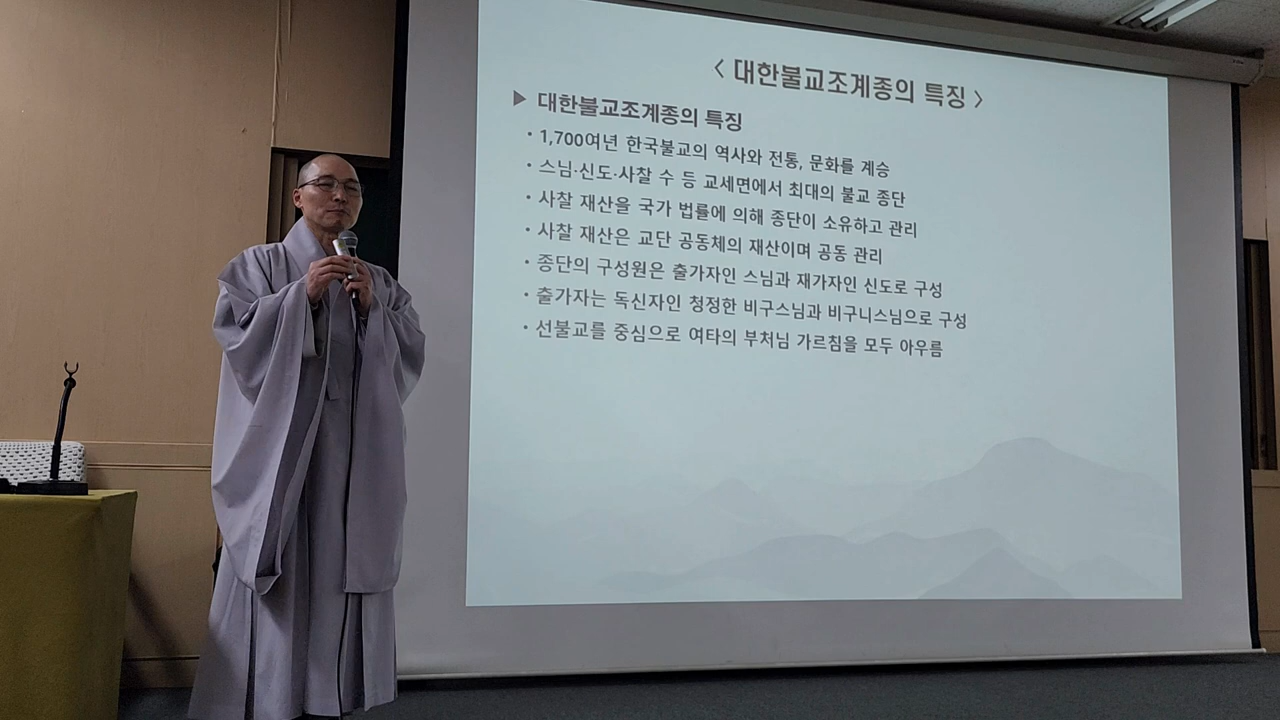 < 대한불교조계종의 특징 >
▶ 대한불교조계종의 특징
· 1,700여년 한국불교의 역사와 전통, 문화를 계승
· 스님·신도·사찰 수 등 교세면에서 최대의 불교 종단
· 사찰 재산을 국가 법률에 의해 종단이 소유하고 관리
· 사찰 재산은 교단 공동체의 재산이며 공동 관리
· 종단의 구성원은 출가자인 스님과 재가자인 신도로 구성
· 출가자는 독신자인 청정한 비구스님과 비구니스님으로 구성
· 선불교를 중심으로 여타의 부처님 가르침을 모두 아우름